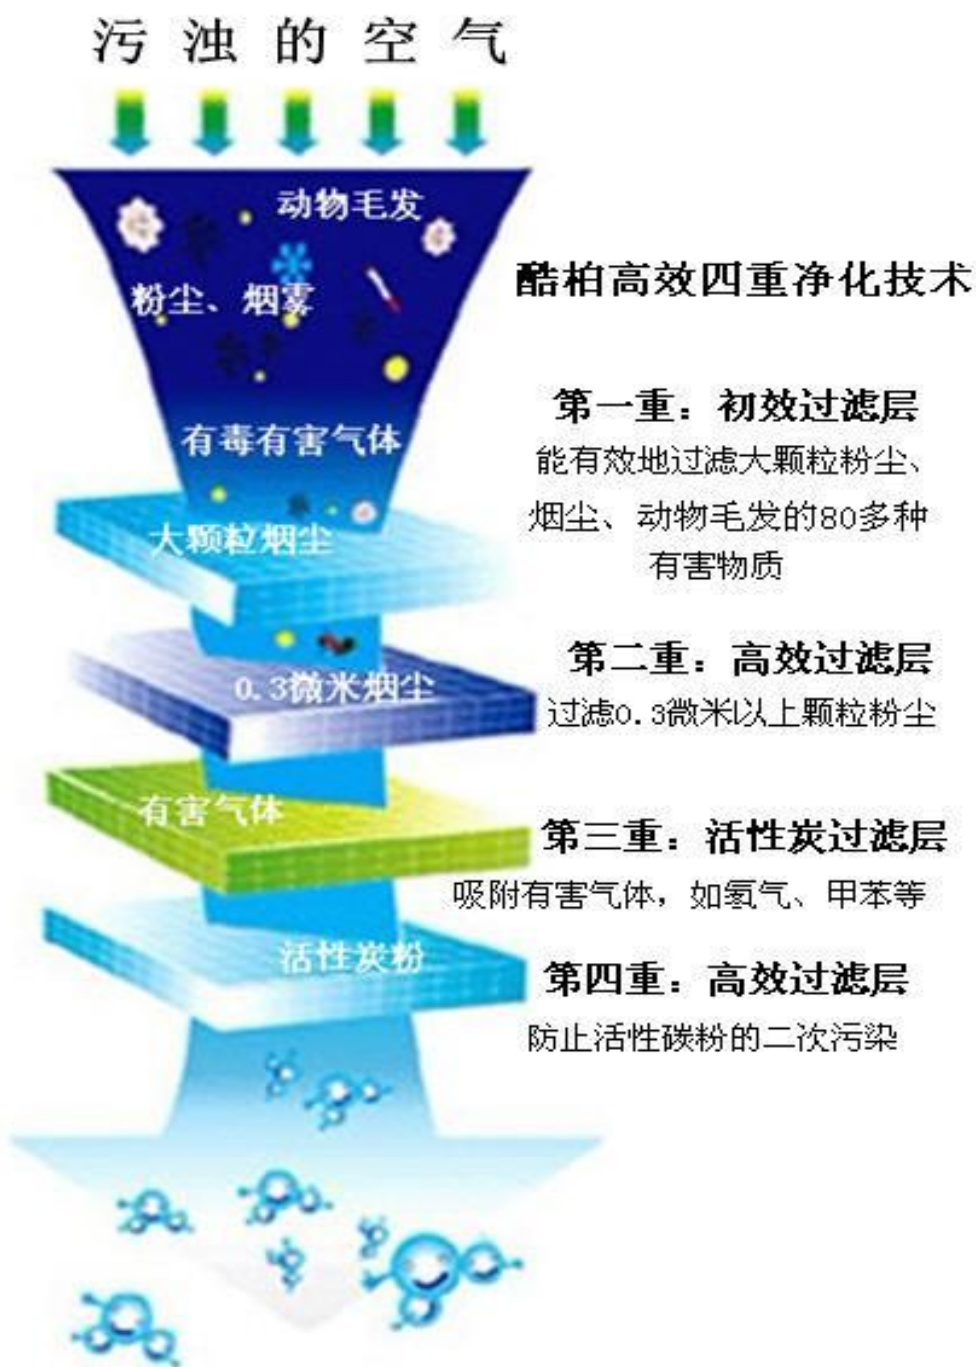 污浊的空气
动物毛发
粉尘、烟雾
有毒有害气体
大颗粒烟尘
0.3微米烟尘
有害气体
活性炭粉
酷柏高效四重净化技术
第一重：初效过滤层
能有效地过滤大颗粒粉尘、
烟尘、动物毛发的80多种
有害物质
第二重：高效过滤层
过滤0.3微米以上颗粒粉尘
第三重：活性炭过滤层
吸附有害气体，如氢气、甲苯等
第四重：高效过滤层
防止活性碳粉的二次污染